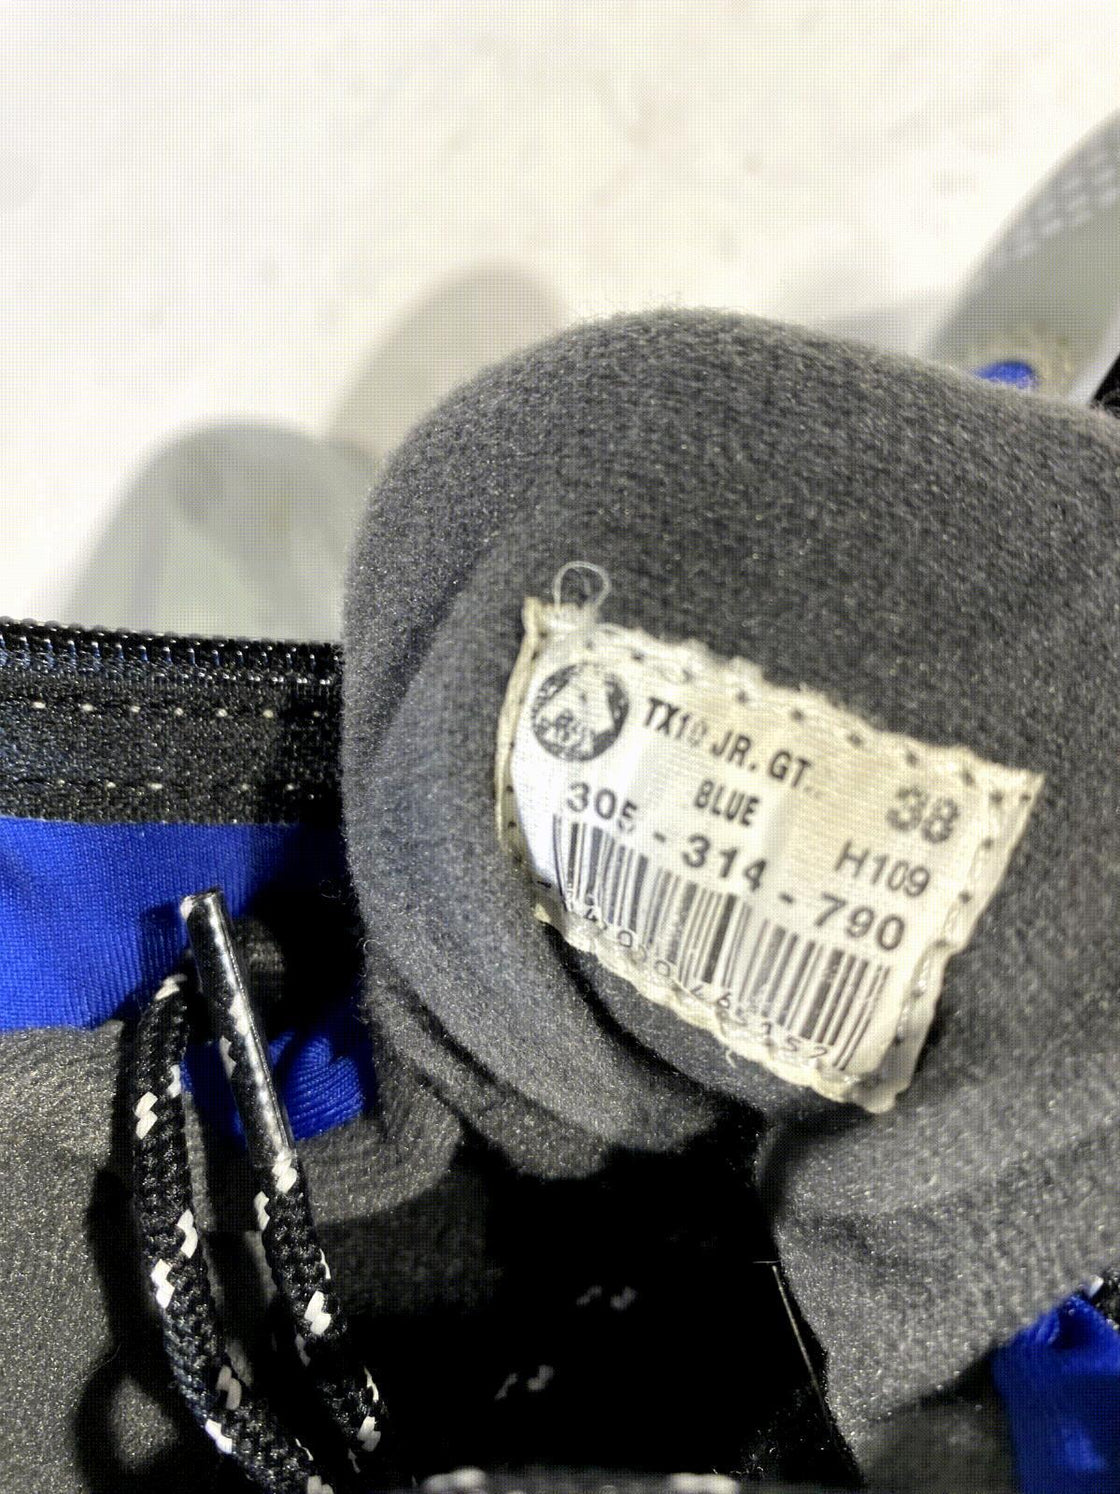 TX10 JR. GT..
38
BLUE
H109
305 - 314 - 790